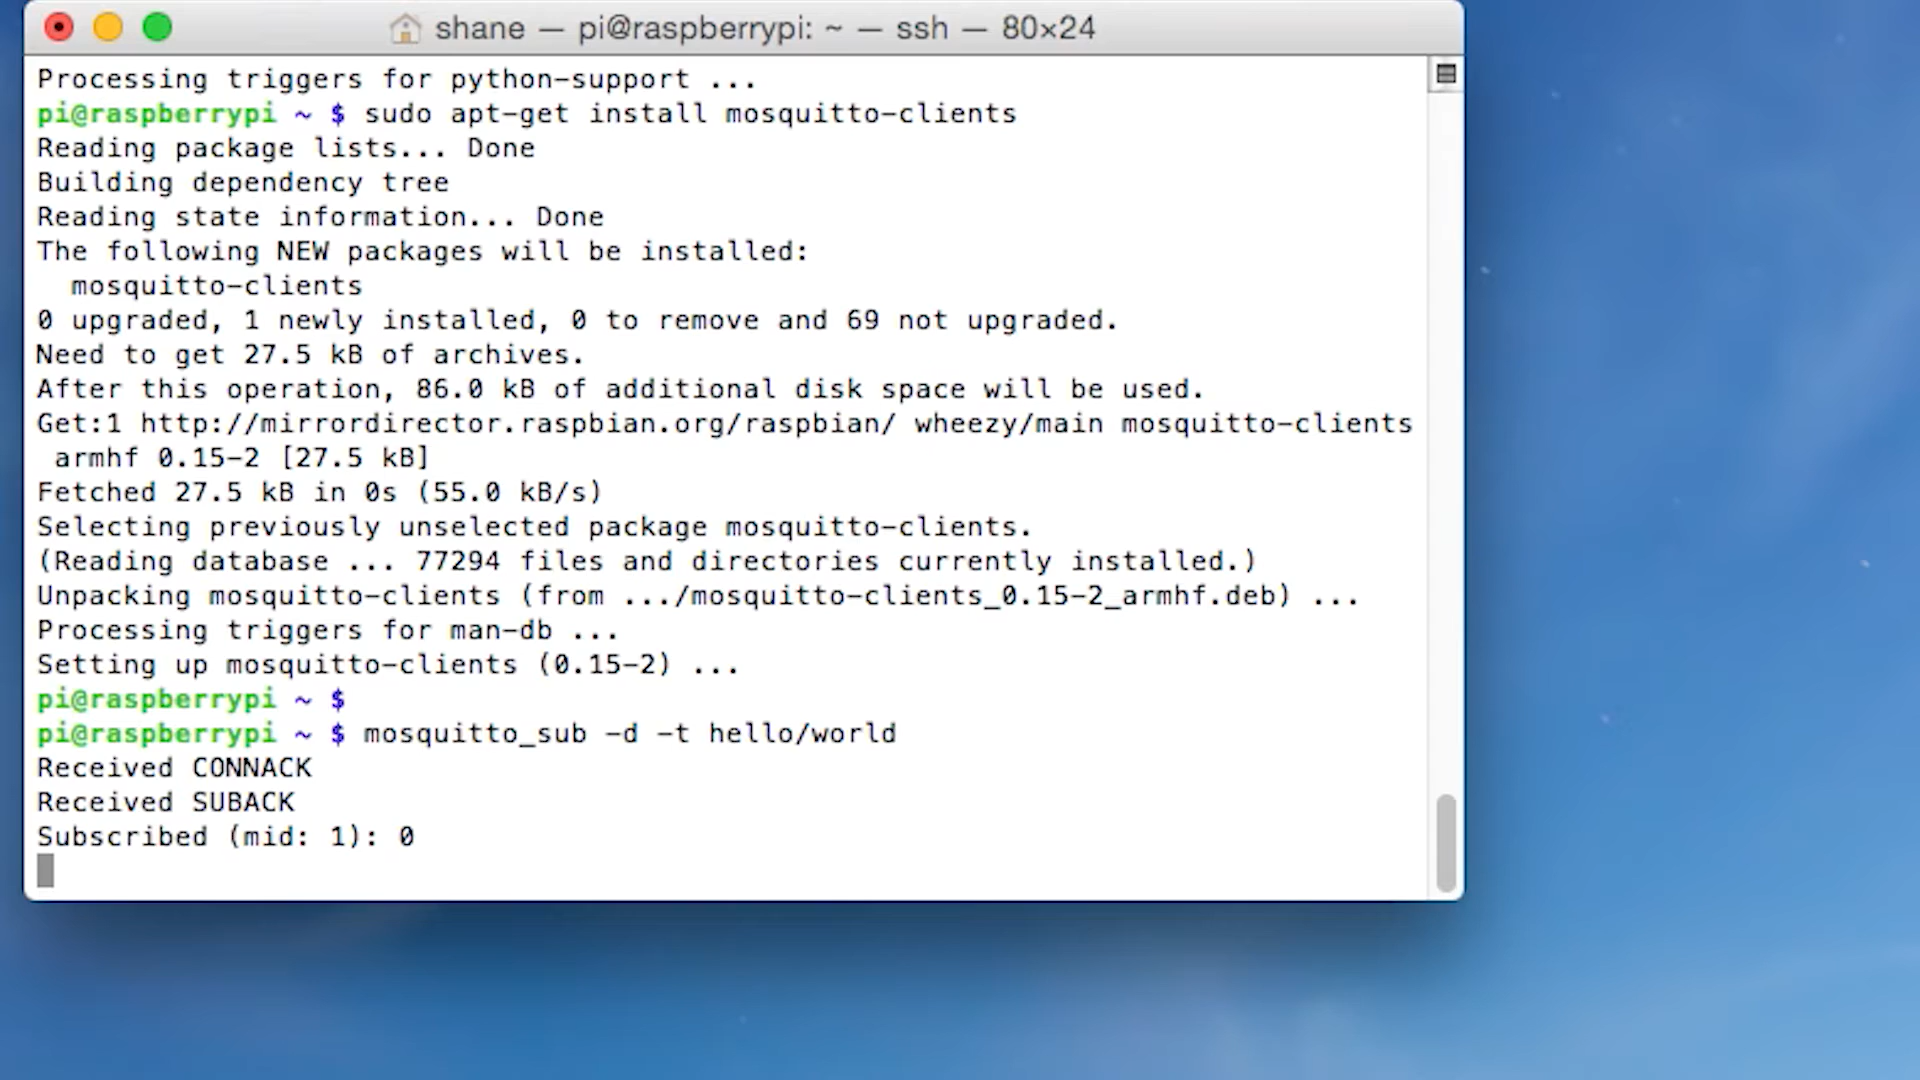 shane — pi@raspberrypi: ~ — ssh — 80×24
Processing triggers for python-support ...
pi@raspberrypi ~ $ sudo apt-get install mosquitto-clients
Reading package lists... Done
Building dependency tree
Reading state information... Done
The following NEW packages will be installed:
  mosquitto-clients
0 upgraded, 1 newly installed, 0 to remove and 69 not upgraded.
Need to get 27.5 kB of archives.
After this operation, 86.0 kB of additional disk space will be used.
Get:1 http://mirrordirector.raspbian.org/raspbian/ wheezy/main mosquitto-clients
 armhf 0.15-2 [27.5 kB]
Fetched 27.5 kB in 0s (55.0 kB/s)
Selecting previously unselected package mosquitto-clients.
(Reading database ... 77294 files and directories currently installed.)
Unpacking mosquitto-clients (from .../mosquitto-clients_0.15-2_armhf.deb) ...
Processing triggers for man-db ...
Setting up mosquitto-clients (0.15-2) ...
pi@raspberrypi ~ $
pi@raspberrypi ~ $ mosquitto_sub -d -t hello/world
Received CONNACK
Received SUBACK
Subscribed (mid: 1): 0